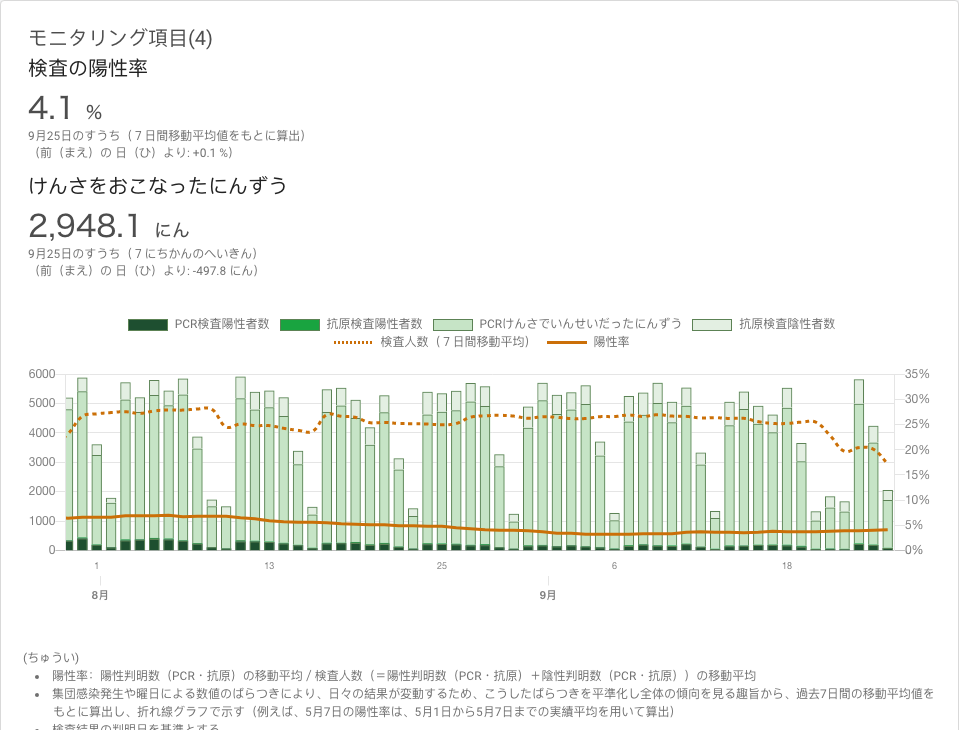 モニタリング項目(4)
検査の陽性率
4.1 %
9月25日のすうち（７日間移動平均値をもとに算出）
（前（まえ）の 日（ひ）より: +0.1 %）
けんさをおこなったにんずう
2,948.1 にん
9月25日のすうち（７にちかんのへいきん）
（前（まえ）の 日（ひ）より: -497.8 にん）
PCR検査陽性者数 抗原検査陽性者数 PCRけんさでいんせいだったにんずう 抗原検査陰性者数
検査人数（７日間移動平均） 陽性率
6000 35%
5000 30%
4000 25%
3000 20%
2000 15%
1000 10%
0 5%
0%
1 13 25 6 18
8月 9月
(ちゅうい)
• 陽性率：陽性判明数（PCR・抗原）の移動平均 / 検査人数（＝陽性判明数（PCR・抗原）＋陰性判明数（PCR・抗原））の移動平均
• 集団感染発生や曜日による数値のばらつきにより、日々の結果が変動するため、こうしたばらつきを平準化し全体の傾向を見る趣旨から、過去7日間の移動平均値を
もとに算出し、折れ線グラフで示す（例えば、5月7日の陽性率は、5月1日から5月7日までの実績平均を用いて算出）
• 検査結果の判明日を基準とする